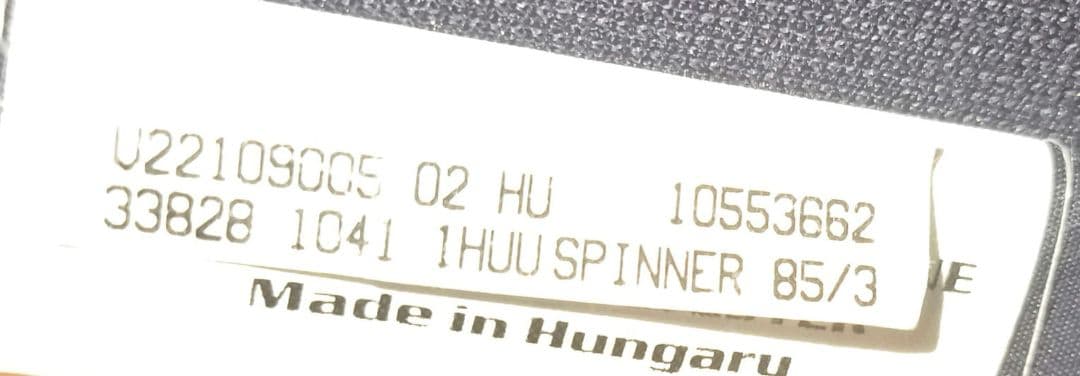 V22109005 02 HU 10553662
33828 1041 1HUU SPINNER 85/3
Made in Hungary